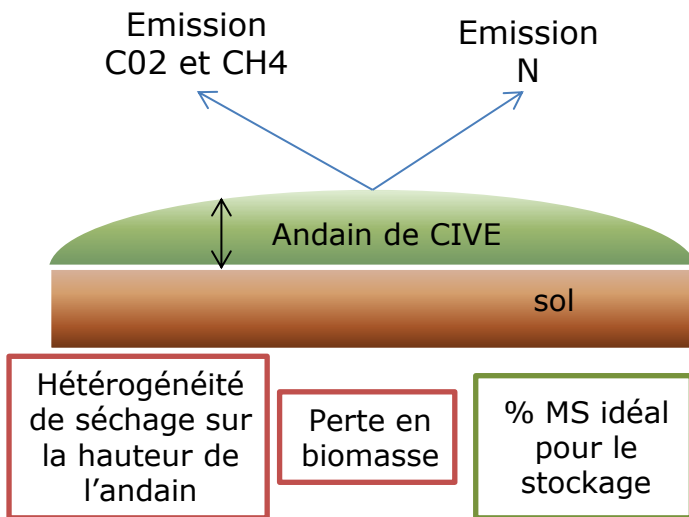 Emission
C02 et CH4
Emission
N
Andain de CIVE
sol
Hétérogénéité
de séchage sur
la hauteur de
l’andain
Perte en
biomasse
% MS idéal
pour le
stockage